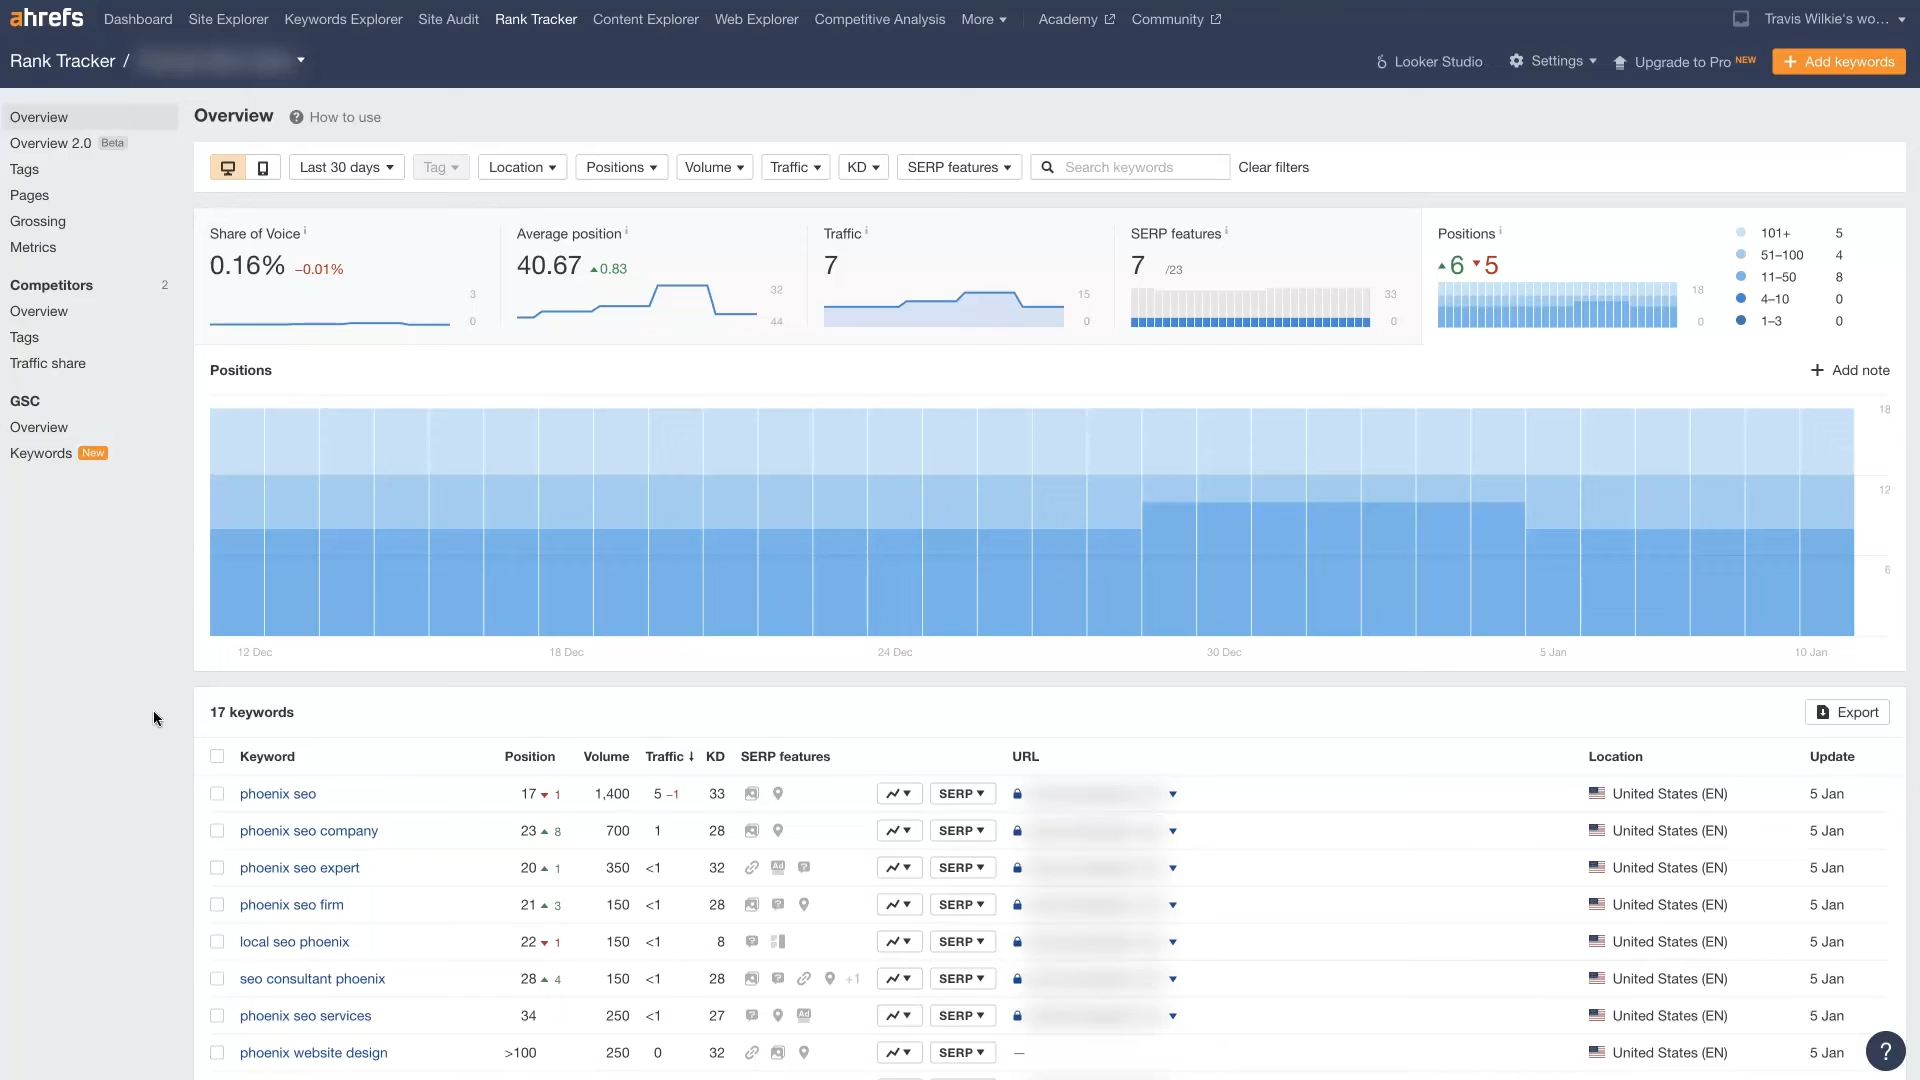 ahrefs Dashboard Site Explorer Keywords Explorer Site Audit Rank Tracker Content Explorer Web Explorer Competitive Analysis More Academy Community Travis Wilkie's wo...
Rank Tracker / Looker Studio Settings Upgrade to Pro NEW + Add keywords
Overview
Overview 2.0 Beta
Tags
Pages
Grossing
Metrics
Competitors 2
Overview
Tags
Traffic share
GSC
Overview
Keywords New
Overview ? How to use
Last 30 days Tag Location Positions Volume Traffic KD SERP features Search keywords Clear filters
Share of Voice i
0.16% –0.01%
3
0
Average position i
40.67 ▲0.83
32
44
Traffic i
7
15
0
SERP features i
7 /23
33
0
Positions i
▲6 ▼5
18
0
101+ 5
51–100 4
11–50 8
4–10 0
1–3 0
Positions + Add note
18
12
6
12 Dec 18 Dec 24 Dec 30 Dec 5 Jan 10 Jan
17 keywords Export
Keyword Position Volume Traffic ↓ KD SERP features URL Location Update
phoenix seo 17 ▼ 1 1,400 5 –1 33 SERP ▼ United States (EN) 5 Jan
phoenix seo company 23 ▲ 8 700 1 28 SERP ▼ United States (EN) 5 Jan
phoenix seo expert 20 ▲ 1 350 <1 32 Ad ? SERP ▼ United States (EN) 5 Jan
phoenix seo firm 21 ▲ 3 150 <1 28 ? SERP ▼ United States (EN) 5 Jan
local seo phoenix 22 ▼ 1 150 <1 8 ? SERP ▼ United States (EN) 5 Jan
seo consultant phoenix 28 ▲ 4 150 <1 28 ? +1 SERP ▼ United States (EN) 5 Jan
phoenix seo services 34 250 <1 27 ? Ad SERP ▼ United States (EN) 5 Jan
phoenix website design >100 250 0 32 SERP ▼ — United States (EN) 5 Jan
?